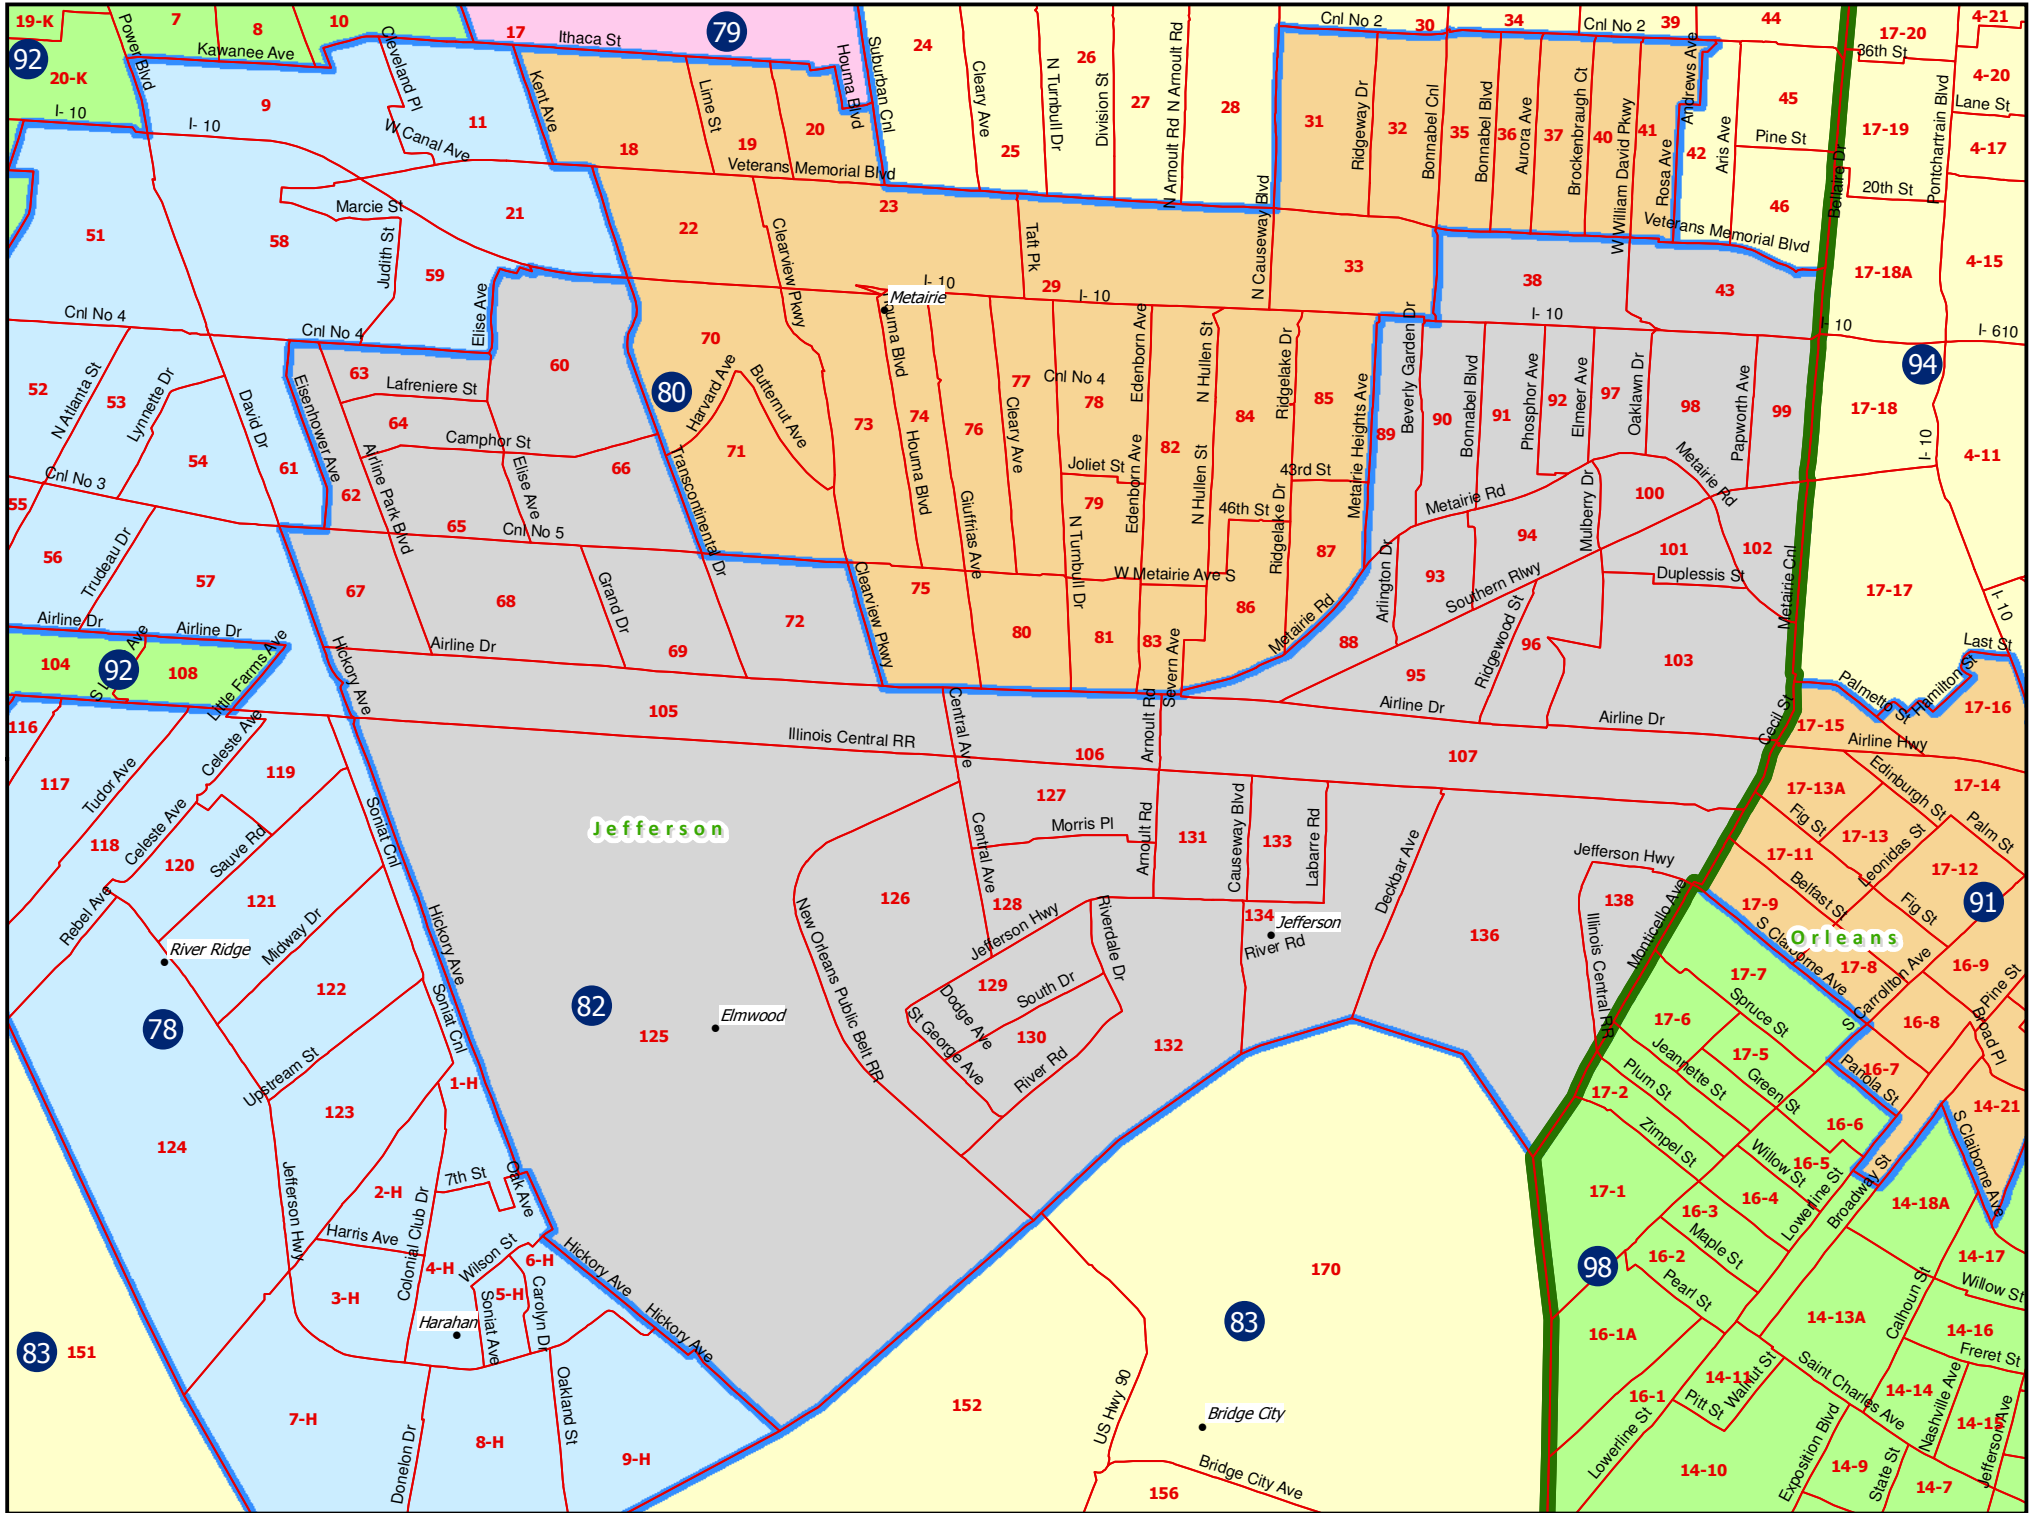 19-K
7
8
10
17
Ithaca St
79
24
26
Cnl No 2
30
34
Cnl No 2
39
44
17-20
4-21
92
20-K
Power Blvd
Kawanee Ave
Cleveland Pl
Houma Blvd
Suburban Cnl
Cleary Ave
N Turnbull Dr
Division St
27
N Arnoult Rd
N Arnoult Rd
28
Andrews Ave
36th St
4-20
Lane St
I- 10
9
I- 10
11
W Canal Ave
Kent Ave
18
Lime St
19
20
Veterans Memorial Blvd
25
31
Ridgeway Dr
32
Bonnabel Cnl
35
Bonnabel Blvd
36
Aurora Ave
37
Brockenbraugh Ct
40
W William David Pkwy
41
Rosa Ave
42
Aris Ave
45
Pine St
46
Bellaire Dr
17-19
20th St
Pontchartrain Blvd
4-17
51
58
Marcie St
Judith St
21
59
22
23
Clearview Pkwy
Taft Pk
29
I- 10
I- 10
N Causeway Blvd
33
Veterans Memorial Blvd
38
43
17-18A
4-15
Cnl No 4
Cnl No 4
Elise Ave
60
70
Metairie
Houma Blvd
I- 10
I- 10
I- 610
94
52
N Atlanta St
53
Lynnette Dr
54
David Dr
61
Eisenhower Ave
63
Lafreniere St
64
Camphor St
62
Airline Park Blvd
Elise Ave
66
65
Cnl No 5
80
Harvard Ave
Butternut Ave
71
Transcontinental Dr
73
74
Houma Blvd
76
Giuffrias Ave
77
Cleary Ave
Cnl No 4
78
Joliet St
79
N Turnbull Dr
Edenborn Ave
Edenborn Ave
82
N Hullen St
N Hullen St
84
46th St
Ridgelake Dr
Ridgelake Dr
85
43rd St
87
Metairie Heights Ave
89
Beverly Garden Dr
90
Bonnabel Blvd
91
Phosphor Ave
92
Elmeer Ave
97
Oaklawn Dr
98
Papworth Ave
99
Metairie Rd
Metairie Rd
100
17-18
I- 10
4-11
Cnl No 3
55
56
Trudeau Dr
57
67
68
Grand Dr
69
72
75
W Metairie Ave S
80
81
83
86
Metairie Rd
Arlington Dr
88
93
94
Mulberry Dr
Southern Rlwy
Ridgewood St
95
96
101
Duplessis St
102
103
Metairie Cnl
17-17
I- 10
Last St
Airline Dr
Airline Dr
104
92
108
Little Farms Ave
Hickory Ave
Airline Dr
Clearview Pkwy
Severn Ave
Airline Dr
Airline Dr
Cecil St
Palmetto St
Hamilton St
17-16
17-15
Airline Hwy
116
117
Tudor Ave
Celeste Ave
119
105
Illinois Central RR
Central Ave
106
Arnoult Rd
107
17-13A
Edinburgh St
17-14
118
Celeste Ave
120
Sauve Rd
121
Soniat Cnl
Jefferson
127
Morris Pl
Central Ave
Arnoult Rd
131
Causeway Blvd
133
Labarre Rd
Deckbar Ave
Jefferson Hwy
Fig St
17-13
Leonidas St
Palm St
17-11
17-12
Rebel Ave
River Ridge
Midway Dr
122
Hickory Ave
Soniat Cnl
New Orleans Public Belt RR
126
128
Jefferson Hwy
129
Dodge Ave
South Dr
Riverdale Dr
St George Ave
130
River Rd
132
134
Jefferson
River Rd
136
138
Illinois Central RR
Monticello Ave
17-9
Belfast St
Fig St
91
Orleans
S Claiborne Ave
17-8
S Carrollton Ave
16-9
Pine St
78
82
Elmwood
125
Upstream St
123
124
1-H
17-7
17-6
Spruce St
17-5
Jeannette St
Green St
Plum St
17-2
16-8
Broad Pl
16-7
Panola St
14-21
16-6
S Claiborne Ave
Jefferson Hwy
2-H
7th St
Oak Ave
Harris Ave
Colonial Club Dr
4-H
Wilson St
6-H
3-H
5-H
Soniat Ave
Carolyn Dr
Harahan
Hickory Ave
Hickory Ave
Zimpel St
Willow St
16-5
17-1
16-4
Lowerline St
Broadway St
14-18A
16-3
Maple St
16-2
98
Pearl St
14-17
Willow St
83
151
7-H
Donelon Dr
8-H
Oakland St
9-H
152
170
83
US Hwy 90
Bridge City
Bridge City Ave
156
16-1A
14-13A
Calhoun St
14-16
Freret St
14-11
Walnut St
Pitt St
Saint Charles Ave
14-14
Nashville Ave
14-15
Jefferson Ave
16-1
Lowerline St
14-10
Exposition Blvd
14-9
State St
14-7